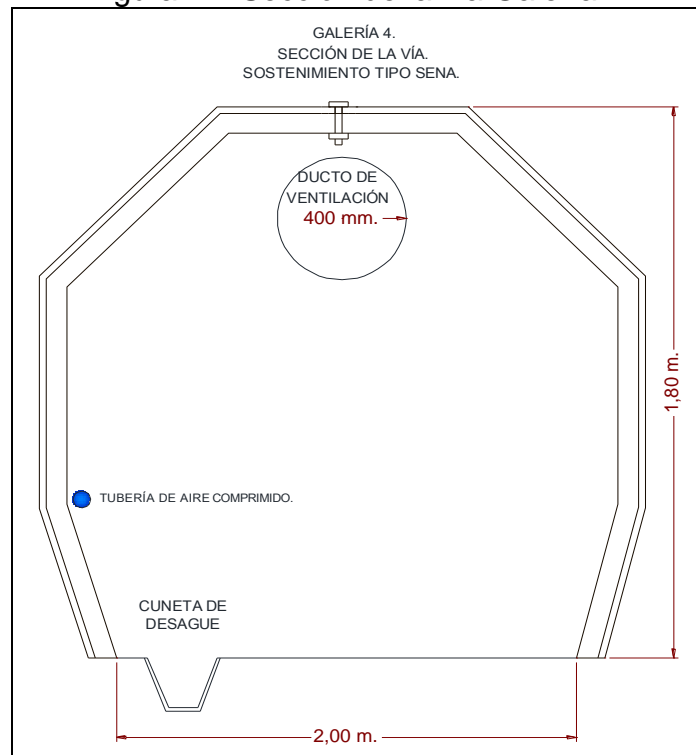 GALERÍA 4.
SECCIÓN DE LA VÍA.
SOSTENIMIENTO TIPO SENA.
DUCTO DE
VENTILACIÓN
400 mm.
1,80 m.
TUBERÍA DE AIRE COMPRIMIDO.
CUNETA DE
DESAGUE
2,00 m.